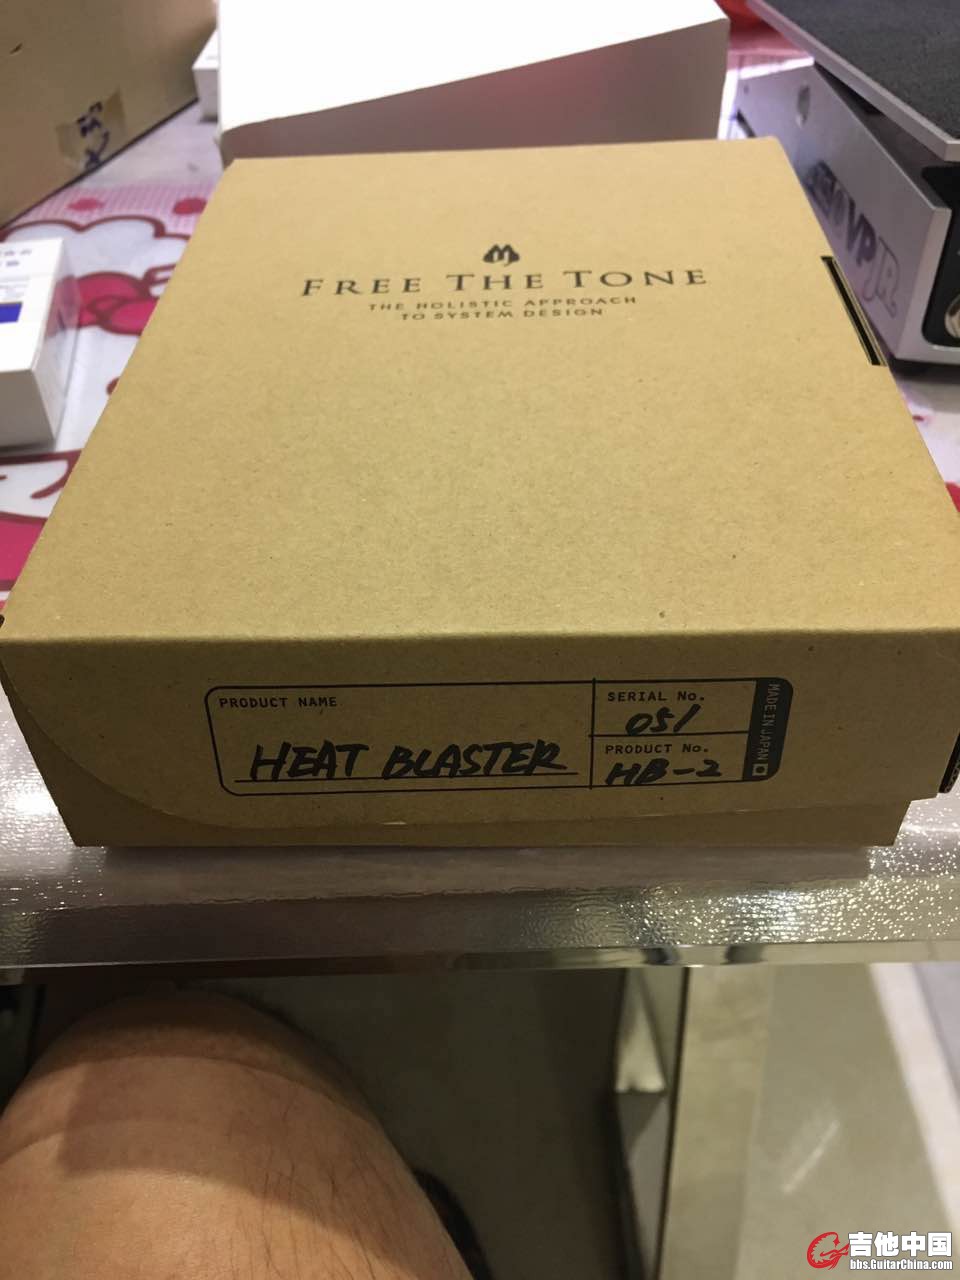 FREE THE TONE
THE HOLISTIC APPROACH
TO SYSTEM DESIGN
VPJR
PRODUCT NAME
HEAT BLASTER
SERIAL No.
051
PRODUCT No.
HB-2
MADE IN JAPAN
吉他中国
bbs.GuitarChina.com